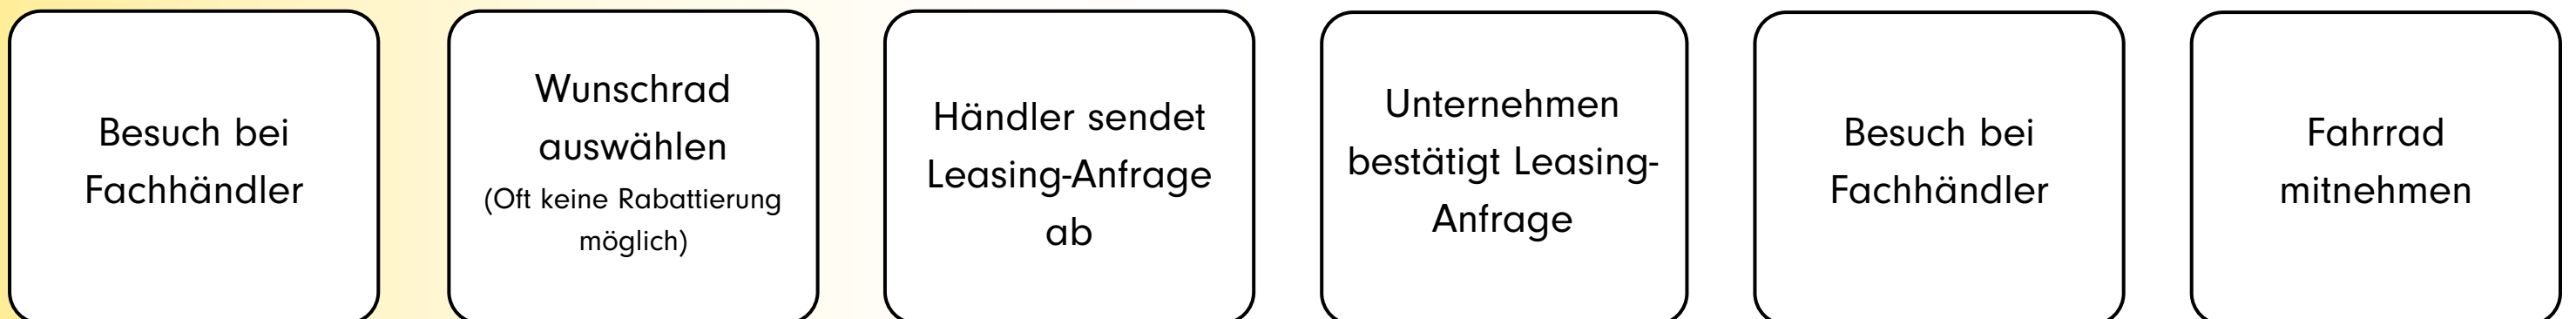 Besuch bei
Fachhändler
Wunschrad
auswählen
(Oft keine Rabattierung
möglich)
Händler sendet
Leasing-Anfrage
ab
Unternehmen
bestätigt Leasing-
Anfrage
Besuch bei
Fachhändler
Fahrrad
mitnehmen